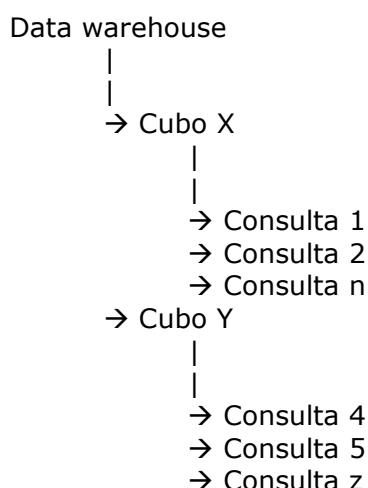 Data warehouse
|
|
→ Cubo X
|
|
→ Consulta 1
→ Consulta 2
→ Consulta n
→ Cubo Y
|
|
→ Consulta 4
→ Consulta 5
→ Consulta z